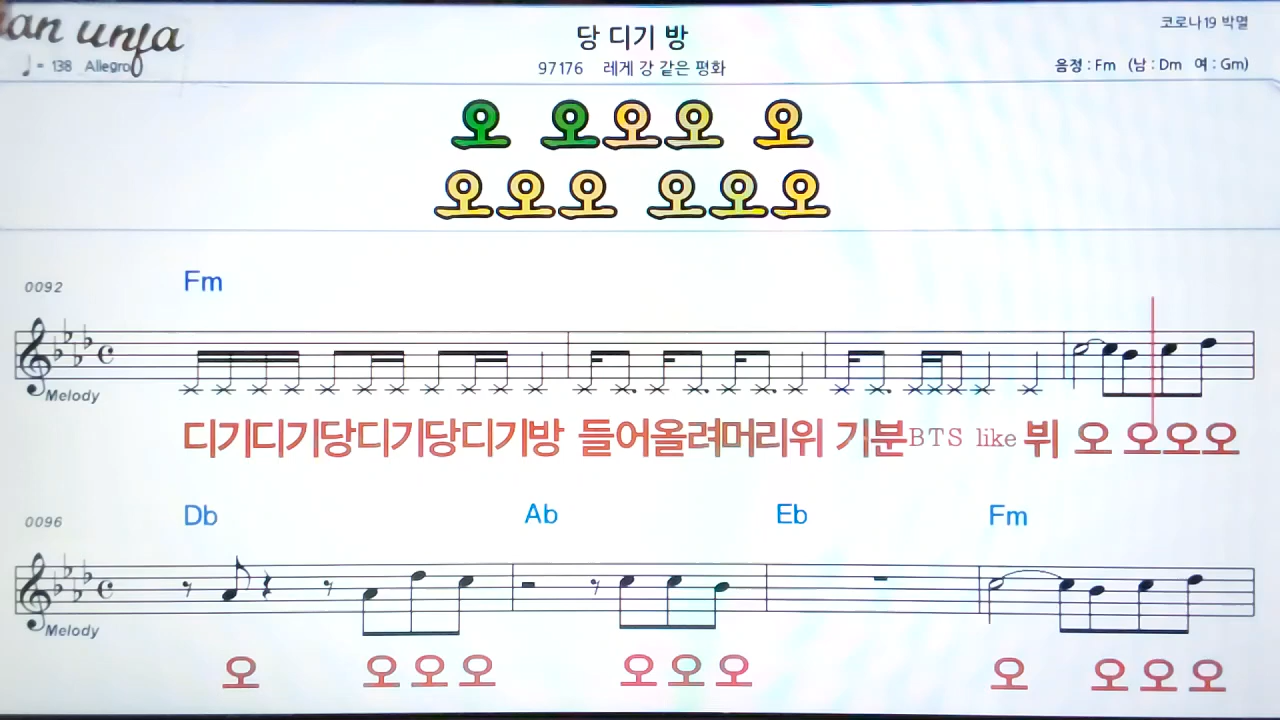 an unfa
당 디기 방
코로나19 박멸
♩ = 138 Allegro
97176 레게 강 같은 평화
음정 : Fm (남 : Dm 여 : Gm)
오 오오오 오
오오오 오오오
0092
Fm
Melody
디기디기당디기당디기방 들어올려머리위 기분BTS like 뷔 오 오오오
0096
Db Ab Eb Fm
Melody
오 오오오 오오오 오 오오오